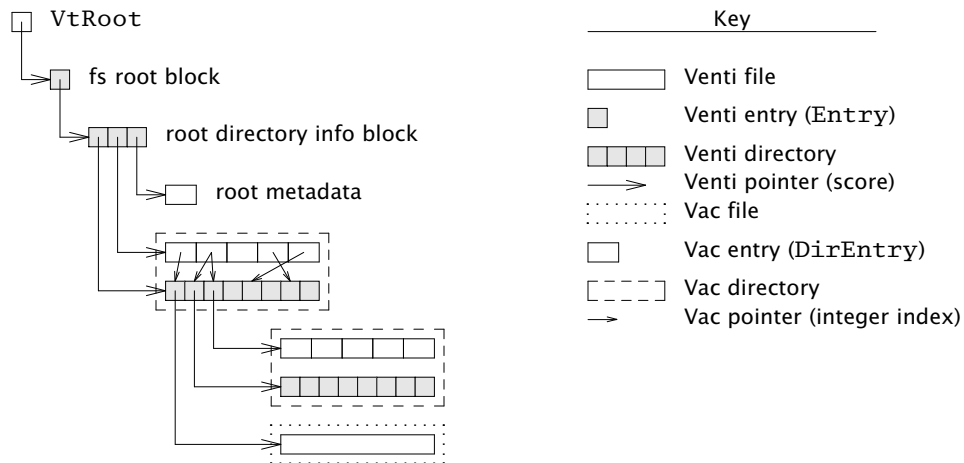 VtRoot
fs root block
root directory info block
root metadata
Key
Venti file
Venti entry (Entry)
Venti directory
Venti pointer (score)
Vac file
Vac entry (DirEntry)
Vac directory
Vac pointer (integer index)